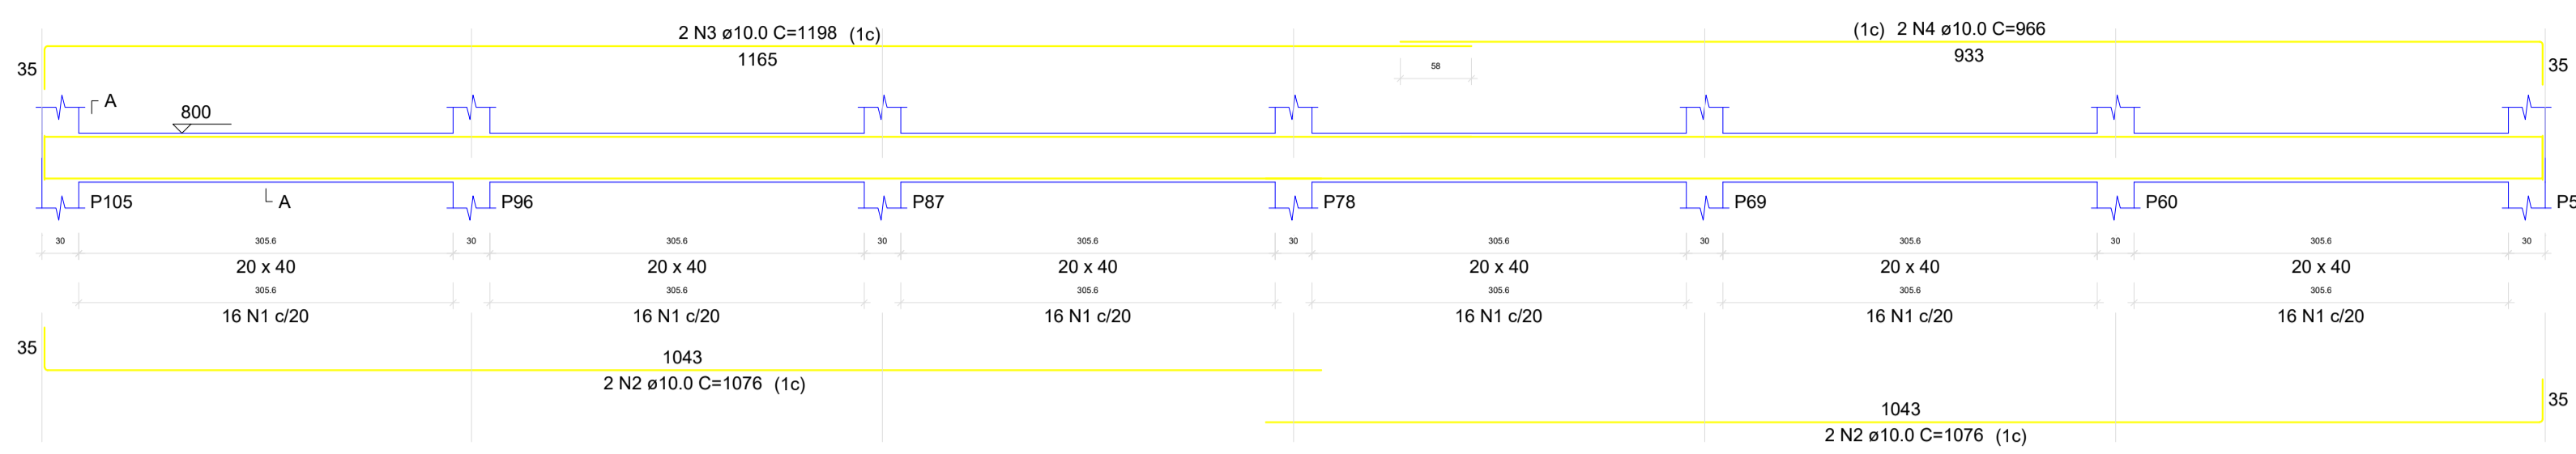 2 N3 ø10.0 C=1198 (1c)
(1c) 2 N4 ø10.0 C=966
1165
933
35
58
35
A
800
A
P105
P96
P87
P78
P69
P60
P5
30 305.6 30 305.6 30 305.6 30 305.6 30 305.6 30 305.6 30
20 x 40 20 x 40 20 x 40 20 x 40 20 x 40 20 x 40
305.6 305.6 305.6 305.6 305.6 305.6
16 N1 c/20 16 N1 c/20 16 N1 c/20 16 N1 c/20 16 N1 c/20 16 N1 c/20
35
1043
2 N2 ø10.0 C=1076 (1c)
35
1043
2 N2 ø10.0 C=1076 (1c)